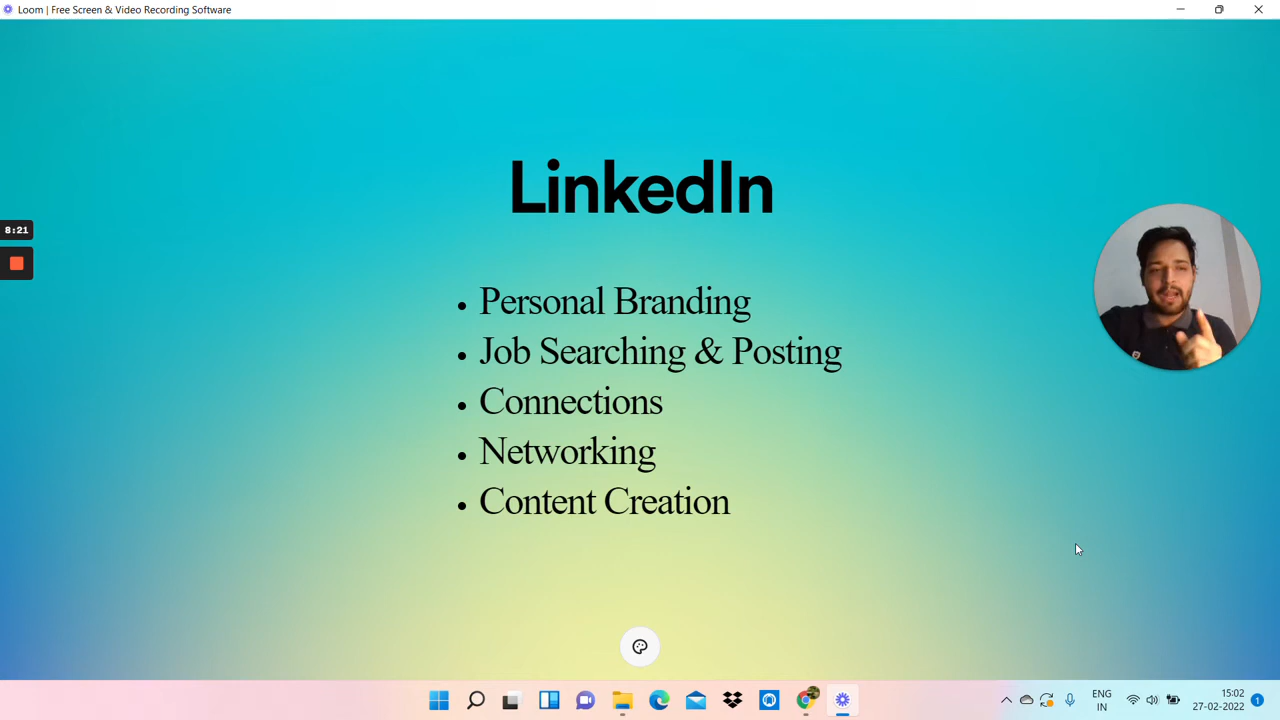 Loom | Free Screen & Video Recording Software
LinkedIn
8:21
• Personal Branding
• Job Searching & Posting
• Connections
• Networking
• Content Creation
ENG
IN
15:02
27-02-2022
1